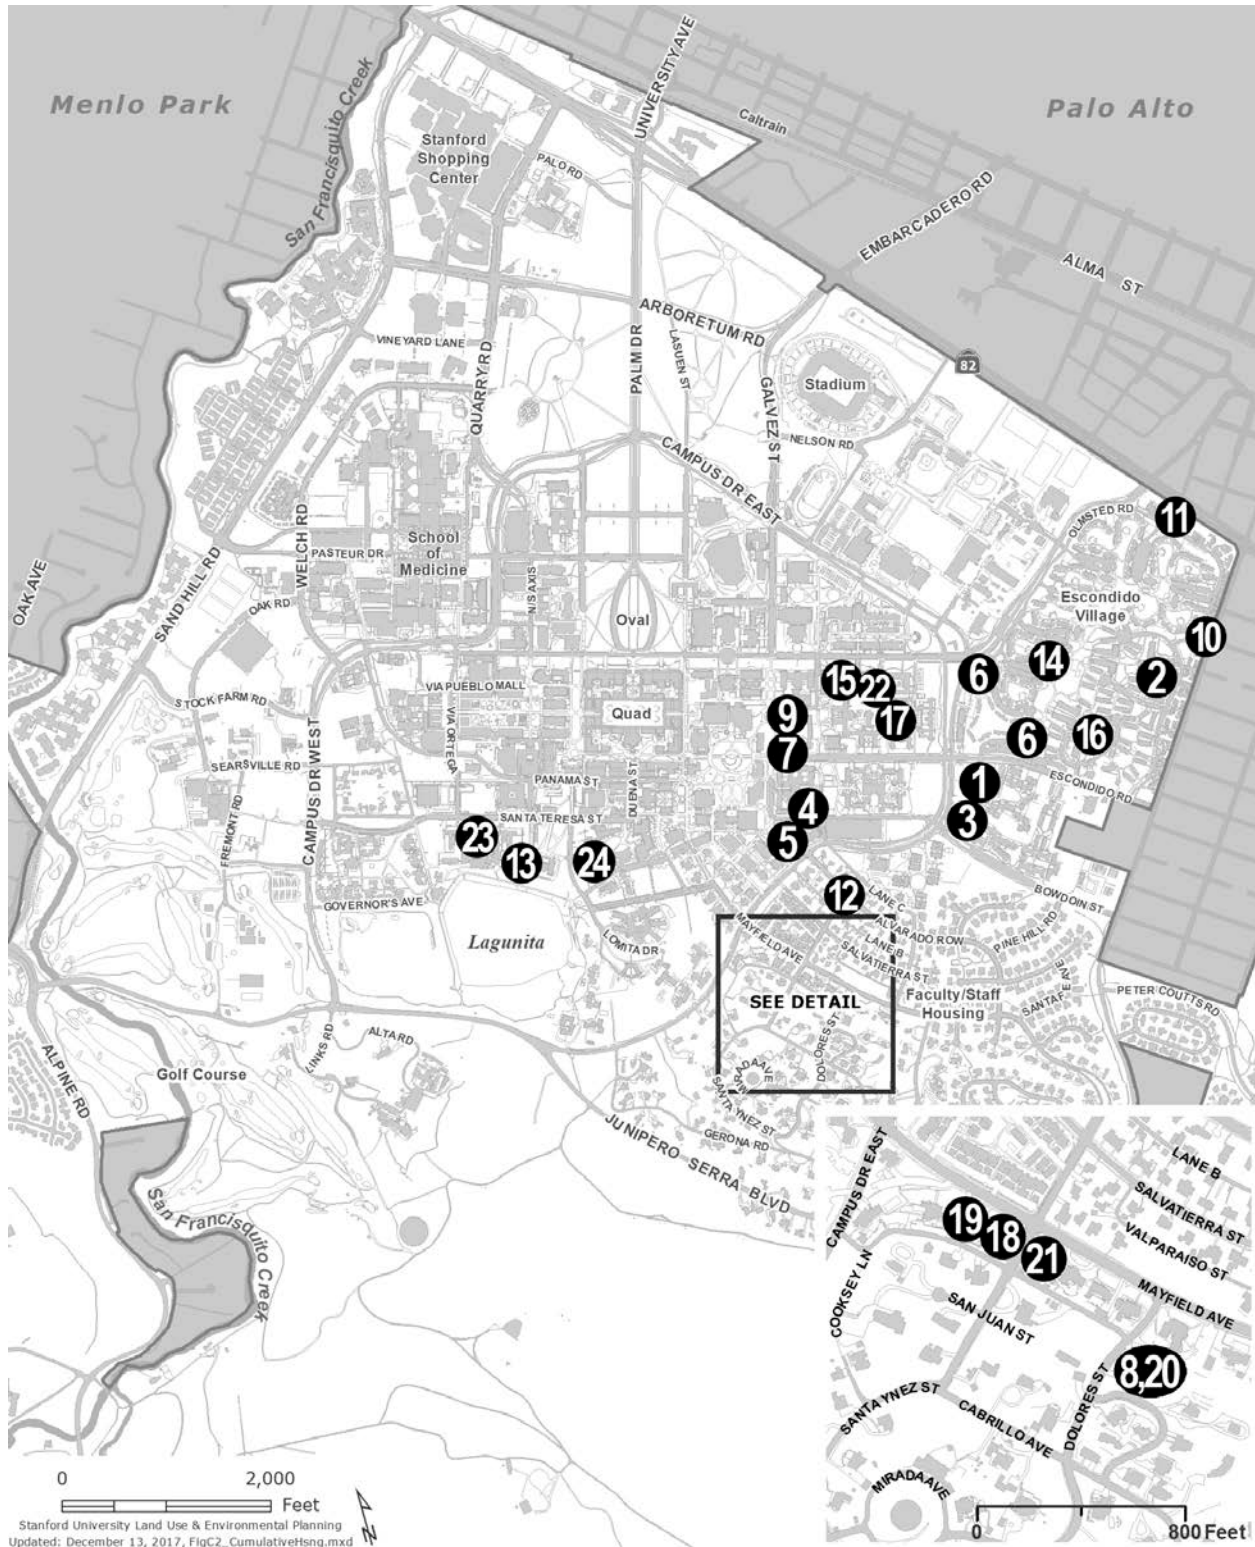 Menlo Park
San Francisquito Creek
Palo Alto
UNIVERSITY AVE
Caltrain
Stanford
Shopping
Center
PALO RD
EMBARCADERO RD
ALMA ST
ARBORETUM RD
VINEYARD LANE
QUARRY RD
PALM DR
LASUEN ST
GALVEZ ST
Stadium
82
NELSON RD
CAMPUS DR EAST
OLMSTED RD
11
WELCH RD
PASTEUR DR
School
of
Medicine
N/S AXIS
OAK AVE
SAND HILL RD
OAK RD
Oval
Escondido
Village
10
14
6
2
15
22
17
9
7
6
16
STOCK FARM RD
VIA PUEBLO MALL
VIA ORTEGA
Quad
SEARSVILLE RD
CAMPUS DR WEST
PANAMA ST
DUENA ST
1
ESCONDIDO RD
FREMONT RD
SANTA TERESA ST
4
3
5
23
13
24
12
GOVERNOR'S AVE
Lagunita
LOMITA DR
LANE C
BOWDOIN ST
MAYFIELD AVE
ALVARADO ROW
LANE B
SALVATIERRA ST
PINE HILL RD
SEE DETAIL
Faculty/Staff
Housing
SANTA FE AVE
PETER COUTTS RD
DOLORES ST
MIRADA AVE
SANTA YNEZ ST
GERONA RD
ALPINE RD
LINKS RD
ALTA RD
Golf Course
JUNIPERO SERRA BLVD
San Francisquito Creek
CAMPUS DR EAST
LANE B
SALVATIERRA ST
VALPARAISO ST
19
18
21
COOKSEY LN
SAN JUAN ST
MAYFIELD AVE
8,20
SANTA YNEZ ST
CABRILLO AVE
DOLORES ST
MIRADA AVE
0 800 Feet
0 2,000
Feet
N
Stanford University Land Use & Environmental Planning
Updated: December 13, 2017, FigC2_CumulativeHsng.mxd